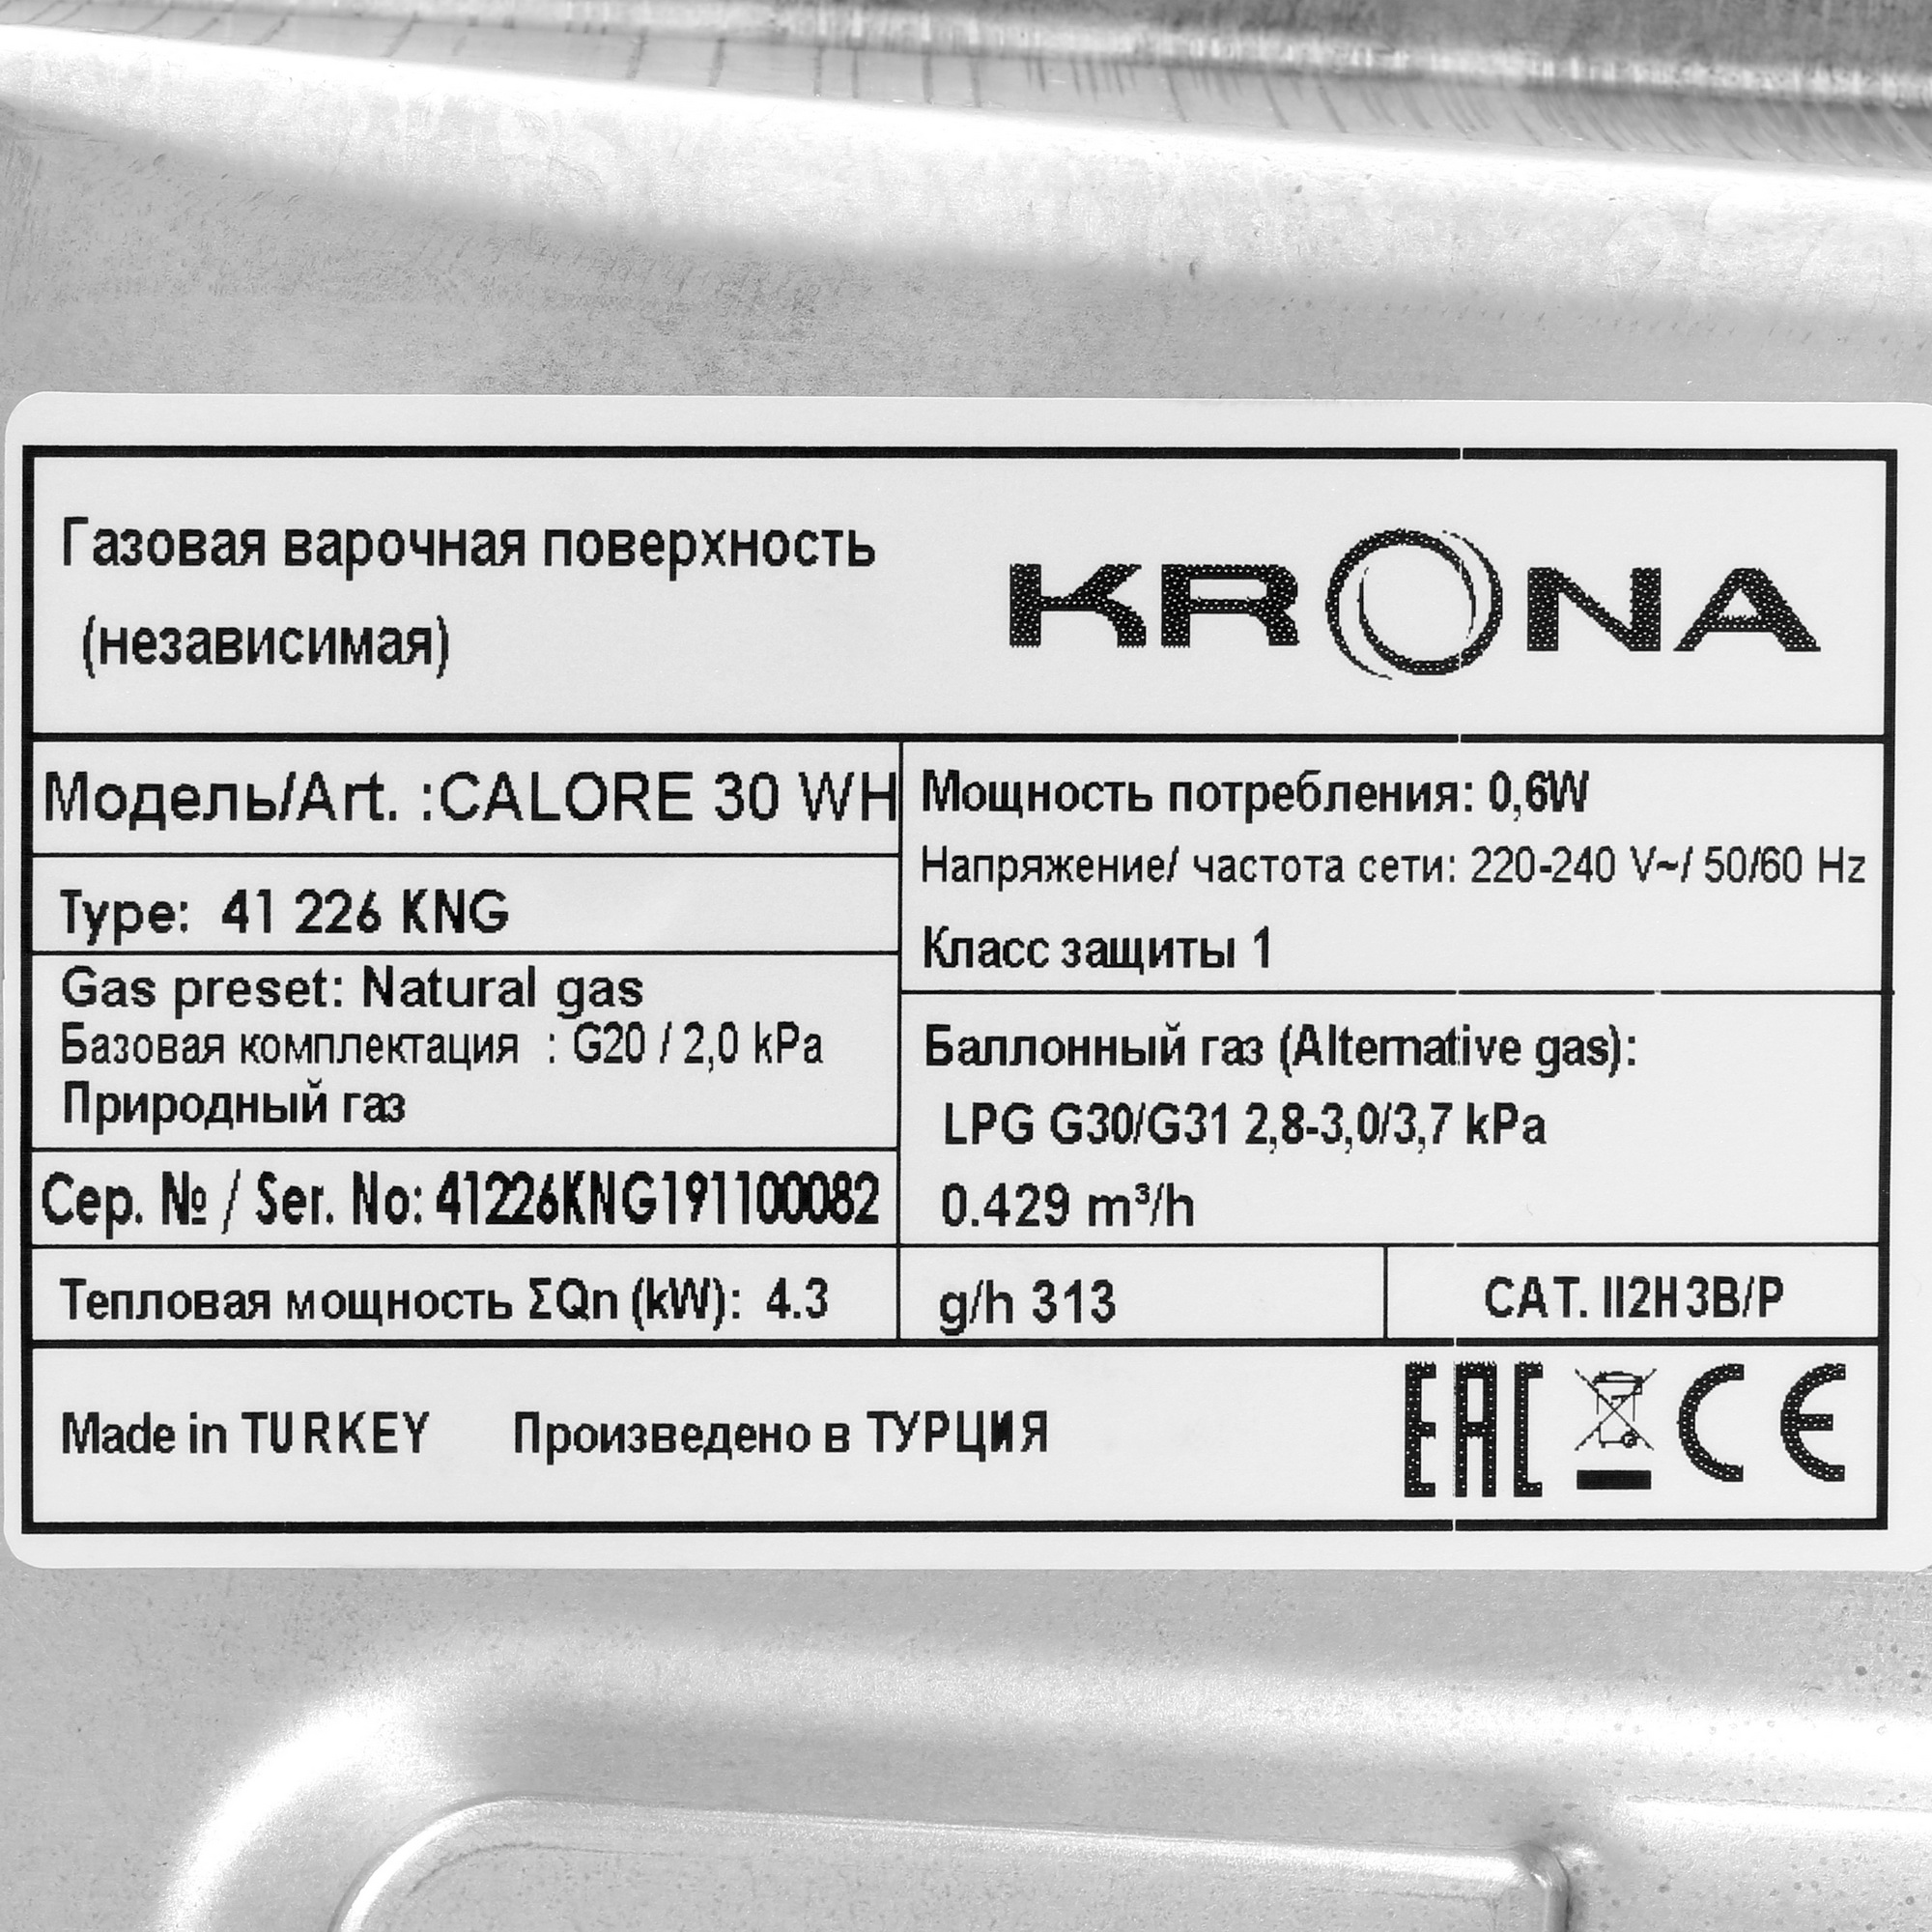 Газовая варочная поверхность
(независимая)
KRONA
Модель/Art. :CALORE 30 WH
Type: 41 226 KNG
Gas preset: Natural gas
Базовая комплектация : G20 / 2,0 kPa
Природный газ
Сер. № / Ser. No: 41226KNG191100082
Тепловая мощность ΣQn (kW): 4.3
Мощность потребления: 0,6W
Напряжение/ частота сети: 220-240 V~/ 50/60 Hz
Класс защиты 1
Баллонный газ (Alternative gas):
LPG G30/G31 2,8-3,0/3,7 kPa
0.429 m³/h
g/h 313
CAT. II2H3B/P
Made in TURKEY Произведено в ТУРЦИЯ
EAC CE